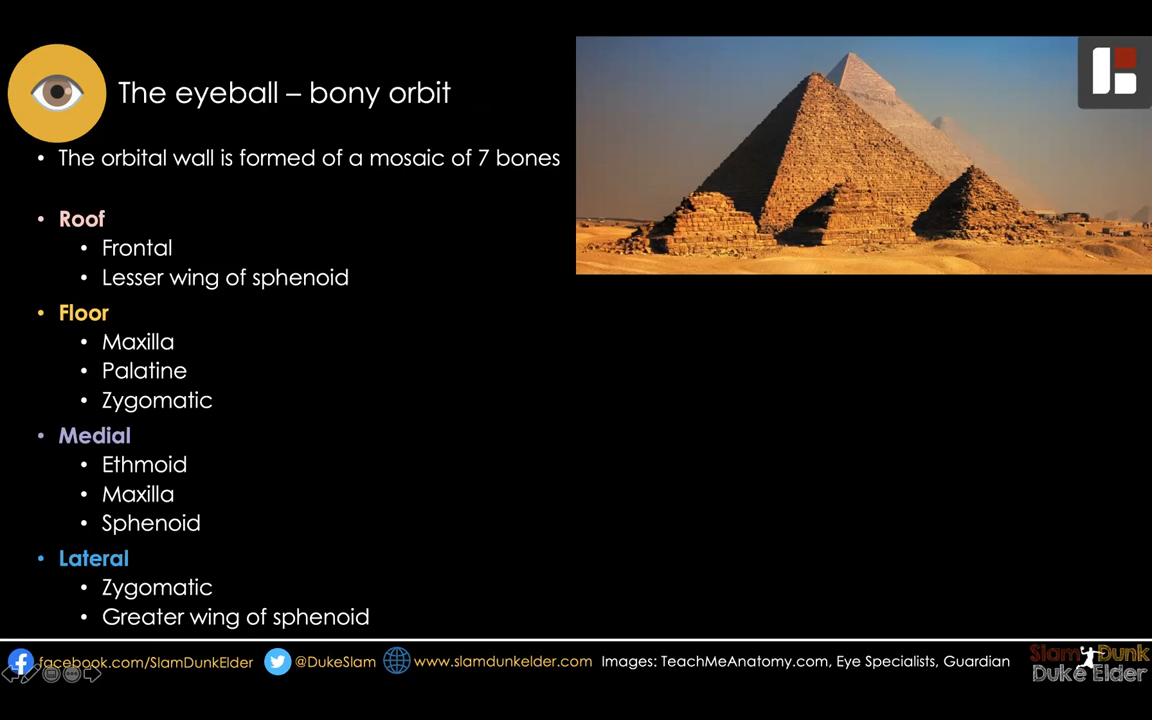 The eyeball – bony orbit
• The orbital wall is formed of a mosaic of 7 bones
• Roof
• Frontal
• Lesser wing of sphenoid
• Floor
• Maxilla
• Palatine
• Zygomatic
• Medial
• Ethmoid
• Maxilla
• Sphenoid
• Lateral
• Zygomatic
• Greater wing of sphenoid
facebook.com/SlamDunkElder @DukeSlam www.slamdunkelder.com Images: TeachMeAnatomy.com, Eye Specialists, Guardian
Slam Dunk
Duke Elder